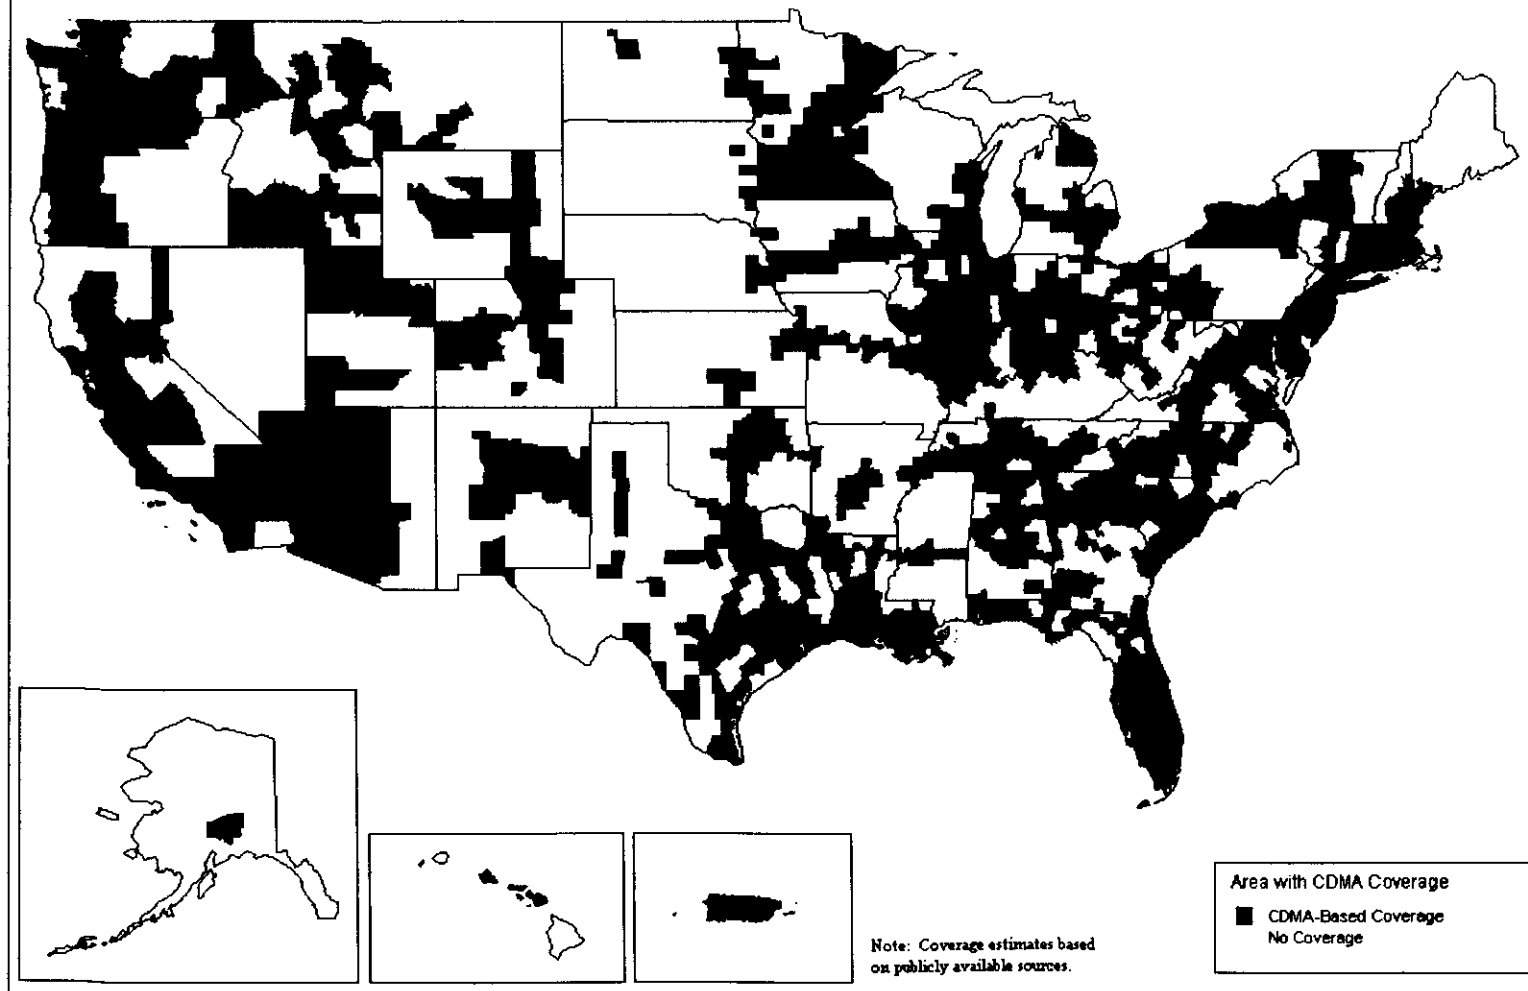 Note: Coverage estimates based
on publicly available sources.
Area with CDMA Coverage
CDMA-Based Coverage
No Coverage